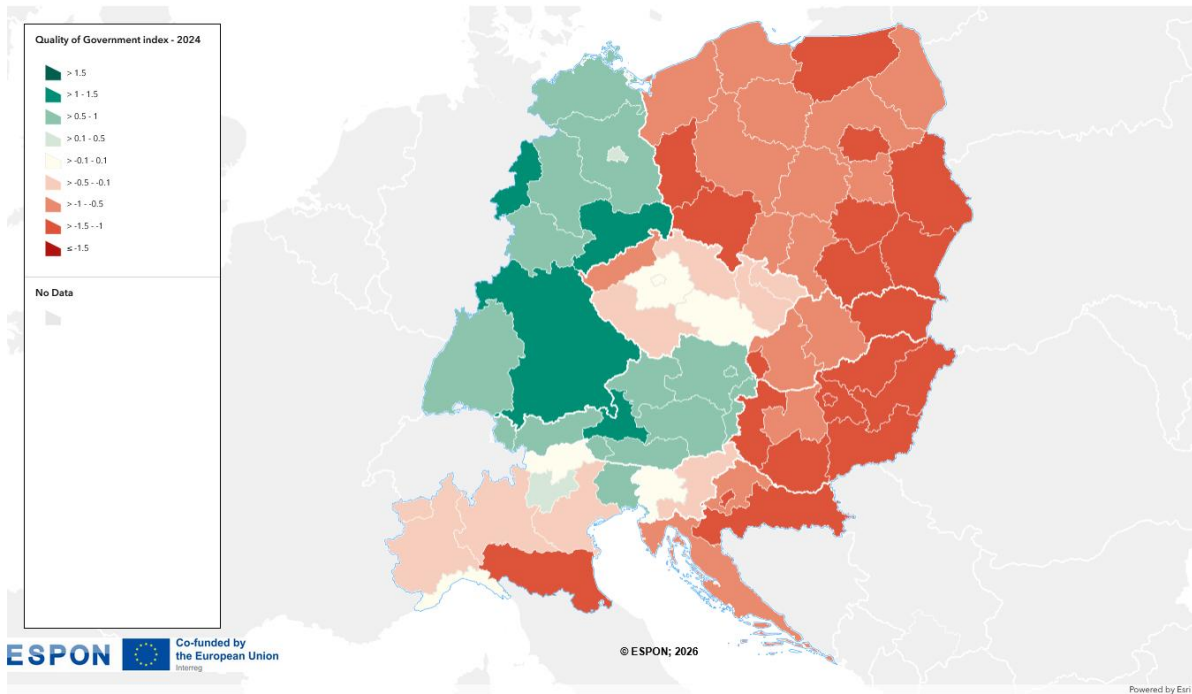 Quality of Government index - 2024
> 1.5
> 1 - 1.5
> 0.5 - 1
> 0.1 - 0.5
> -0.1 - 0.1
> -0.5 - -0.1
> -1 - -0.5
> -1.5 - -1
≤ -1.5
No Data
ESPON
Co-funded by
the European Union
Interreg
© ESPON; 2026
Powered by Esri